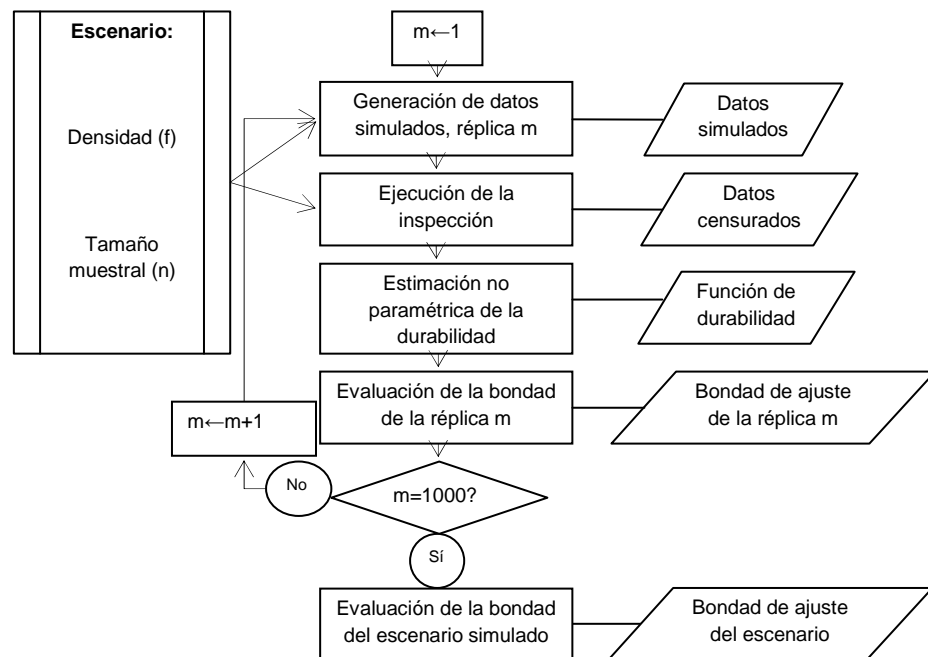 Escenario:
Densidad (f)
Tamaño
muestral (n)
m←1
Generación de datos
simulados, réplica m
Datos
simulados
Ejecución de la
inspección
Datos
censurados
Estimación no
paramétrica de la
durabilidad
Función de
durabilidad
Evaluación de la bondad
de la réplica m
Bondad de ajuste
de la réplica m
m←m+1
No
m=1000?
Sí
Evaluación de la bondad
del escenario simulado
Bondad de ajuste
del escenario